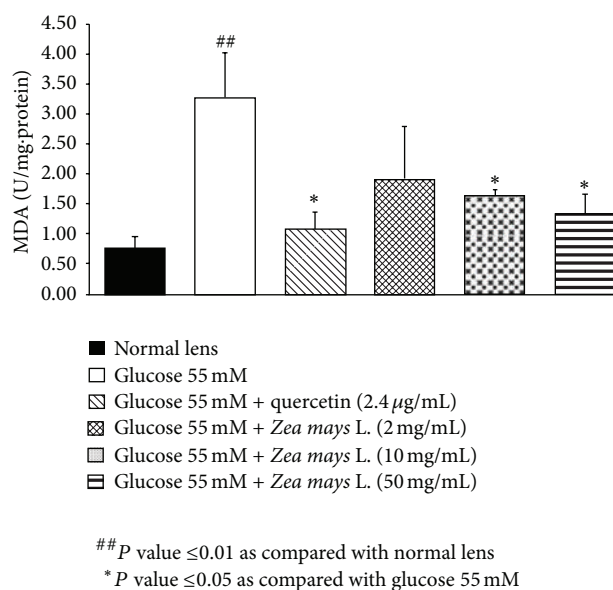 4.50
4.00
3.50
3.00
2.50
2.00
1.50
1.00
0.50
0.00
MDA (U/mg·protein)
##
*
*
*
Normal lens
Glucose 55 mM
Glucose 55 mM + quercetin (2.4 μg/mL)
Glucose 55 mM + Zea mays L. (2 mg/mL)
Glucose 55 mM + Zea mays L. (10 mg/mL)
Glucose 55 mM + Zea mays L. (50 mg/mL)
##P value ≤0.01 as compared with normal lens
*P value ≤0.05 as compared with glucose 55 mM